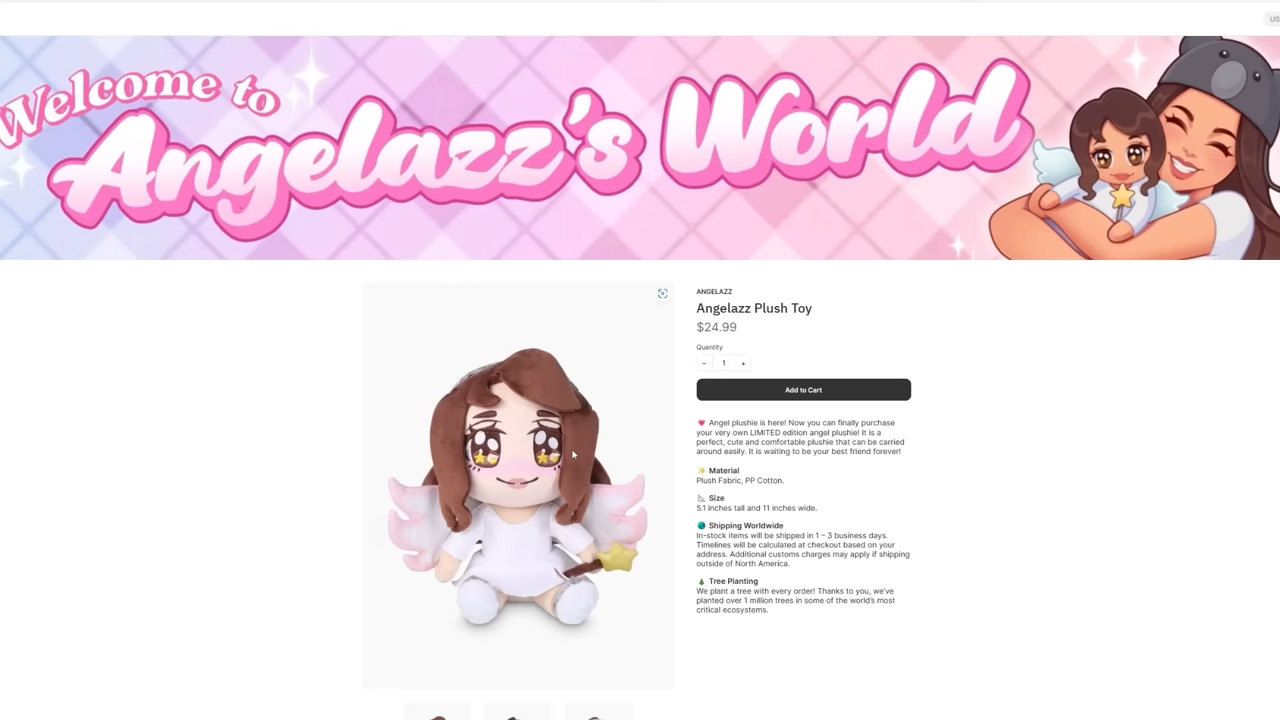 US
Welcome to
Angelazz's World
ANGELAZZ
Angelazz Plush Toy
$24.99
Quantity
− 1 +
Add to Cart
💗 Angel plushie is here! Now you can finally purchase
your very own LIMITED edition angel plushie! It is a
perfect, cute and comfortable plushie that can be carried
around easily. It is waiting to be your best friend forever!
✨ Material
Plush Fabric, PP Cotton.
📐 Size
5.1 inches tall and 11 inches wide.
🌎 Shipping Worldwide
In-stock items will be shipped in 1 – 3 business days.
Timelines will be calculated at checkout based on your
address. Additional customs charges may apply if shipping
outside of North America.
🌲 Tree Planting
We plant a tree with every order! Thanks to you, we've
planted over 1 million trees in some of the world's most
critical ecosystems.